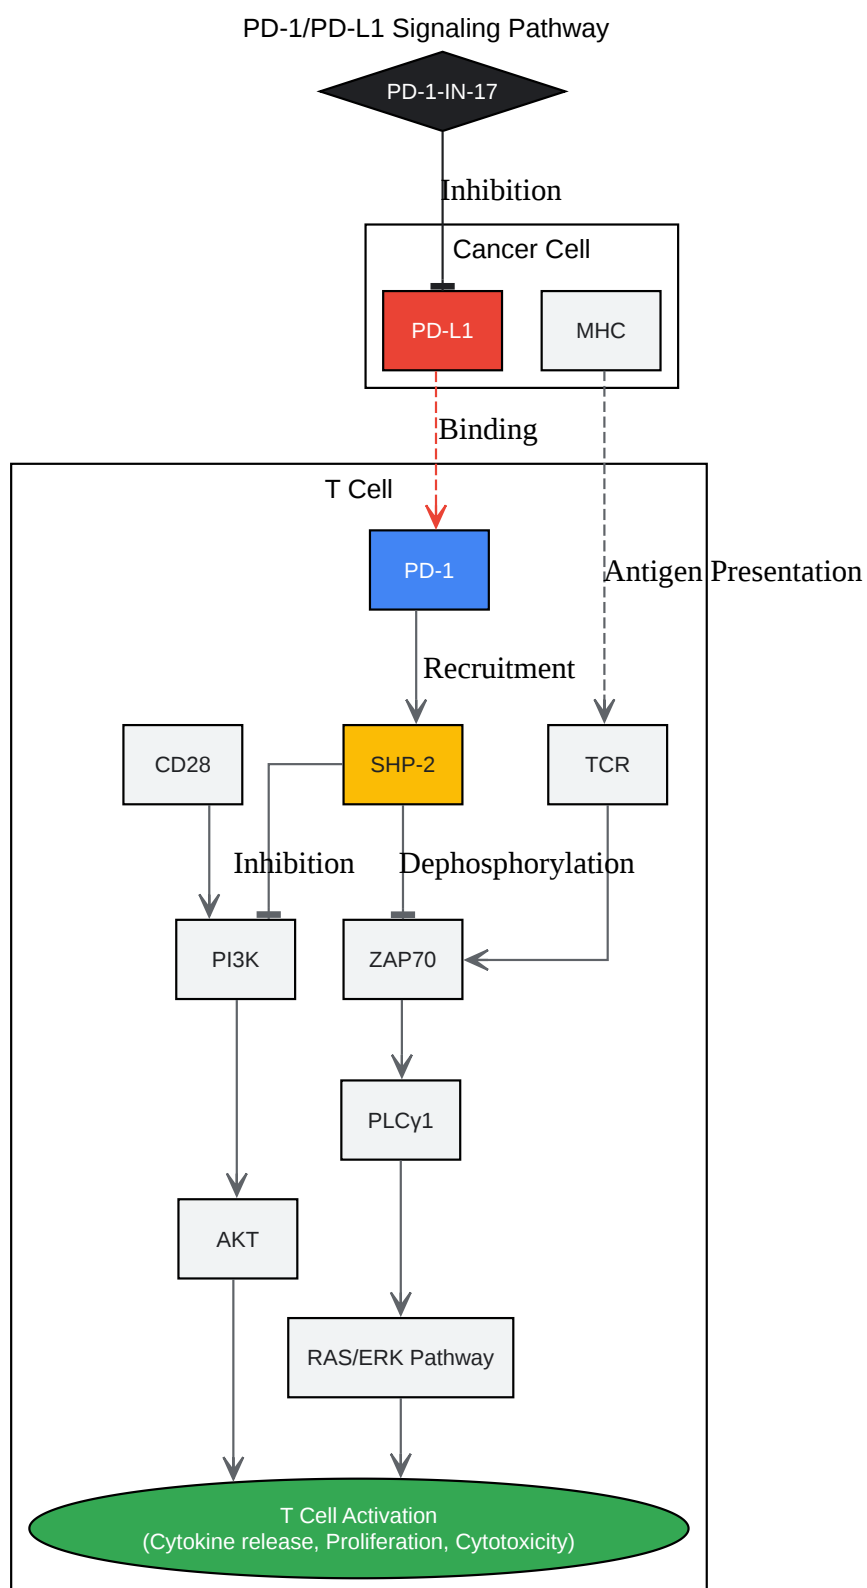 PD-1/PD-L1 Signaling Pathway
PD-1-IN-17
Inhibition
Cancer Cell
PD-L1
MHC
Binding
T Cell
PD-1
Antigen Presentation
Recruitment
CD28
SHP-2
TCR
Inhibition
Dephosphorylation
PI3K
ZAP70
PLCγ1
AKT
RAS/ERK Pathway
T Cell Activation
(Cytokine release, Proliferation, Cytotoxicity)